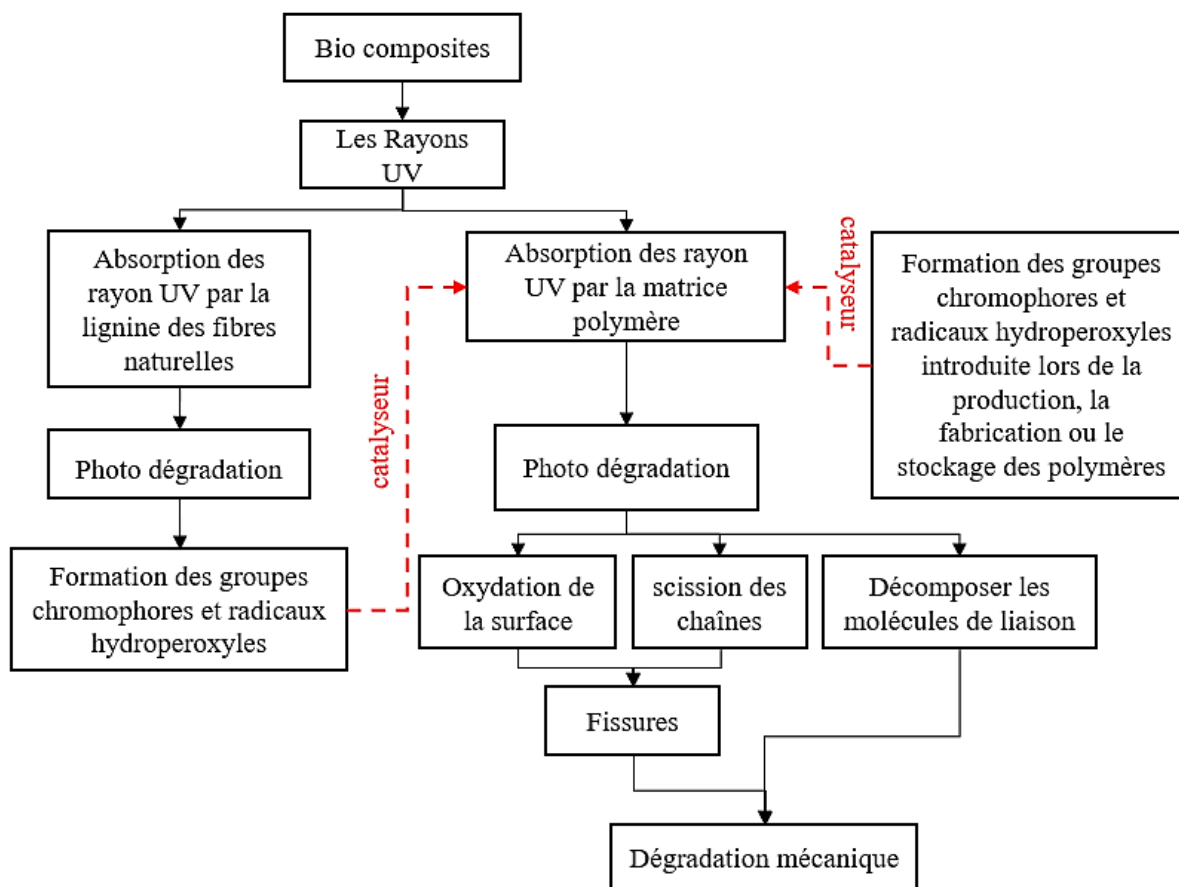 Bio composites
Les Rayons
UV
Absorption des
rayon UV par la
lignine des fibres
naturelles
Absorption des rayon
UV par la matrice
polymère
catalyseur
Formation des groupes
chromophores et
radicaux hydroperoxyles
introduite lors de la
production, la
fabrication ou le
stockage des polymères
catalyseur
Photo dégradation
Photo dégradation
Formation des groupes
chromophores et radicaux
hydroperoxyles
Oxydation de
la surface
scission des
chaînes
Décomposer les
molécules de liaison
Fissures
Dégradation mécanique